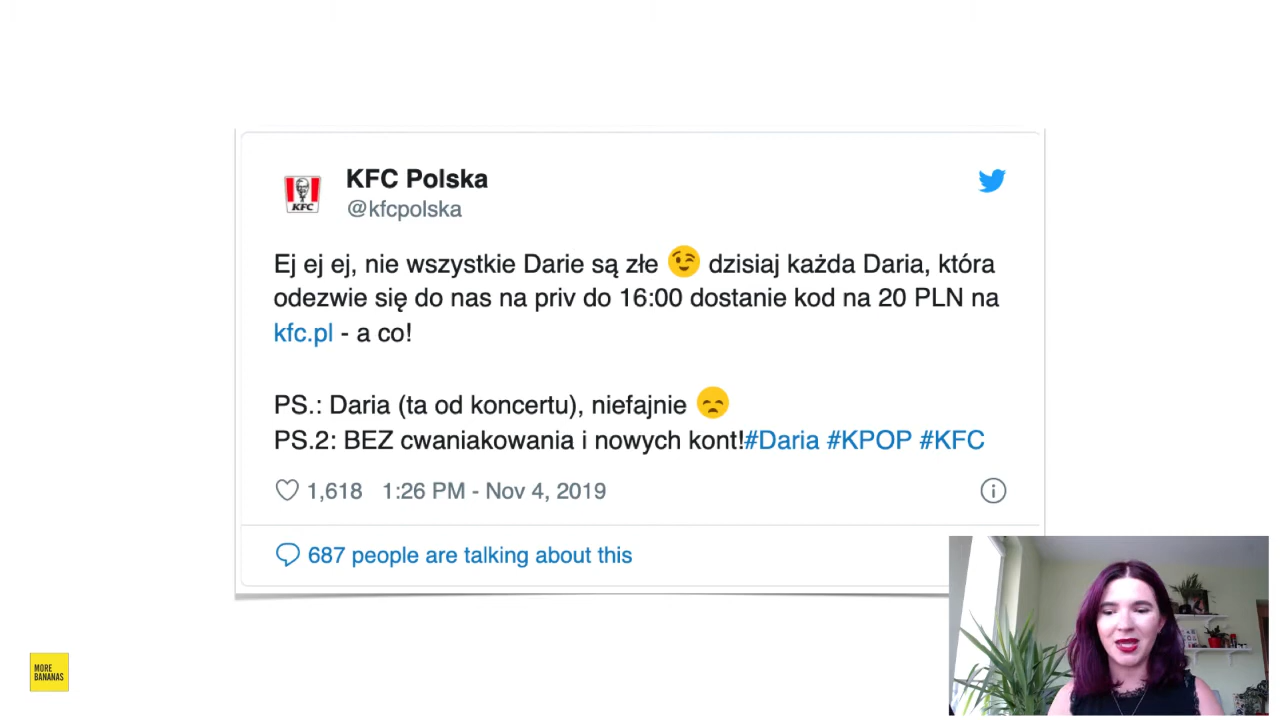 KFC Polska
@kfcpolska
KFC
Ej ej ej, nie wszystkie Darie są złe 😉 dzisiaj każda Daria, która
odezwie się do nas na priv do 16:00 dostanie kod na 20 PLN na
kfc.pl - a co!
PS.: Daria (ta od koncertu), niefajnie 😞
PS.2: BEZ cwaniakowania i nowych kont!#Daria #KPOP #KFC
1,618 1:26 PM - Nov 4, 2019
687 people are talking about this
MORE
BANANAS